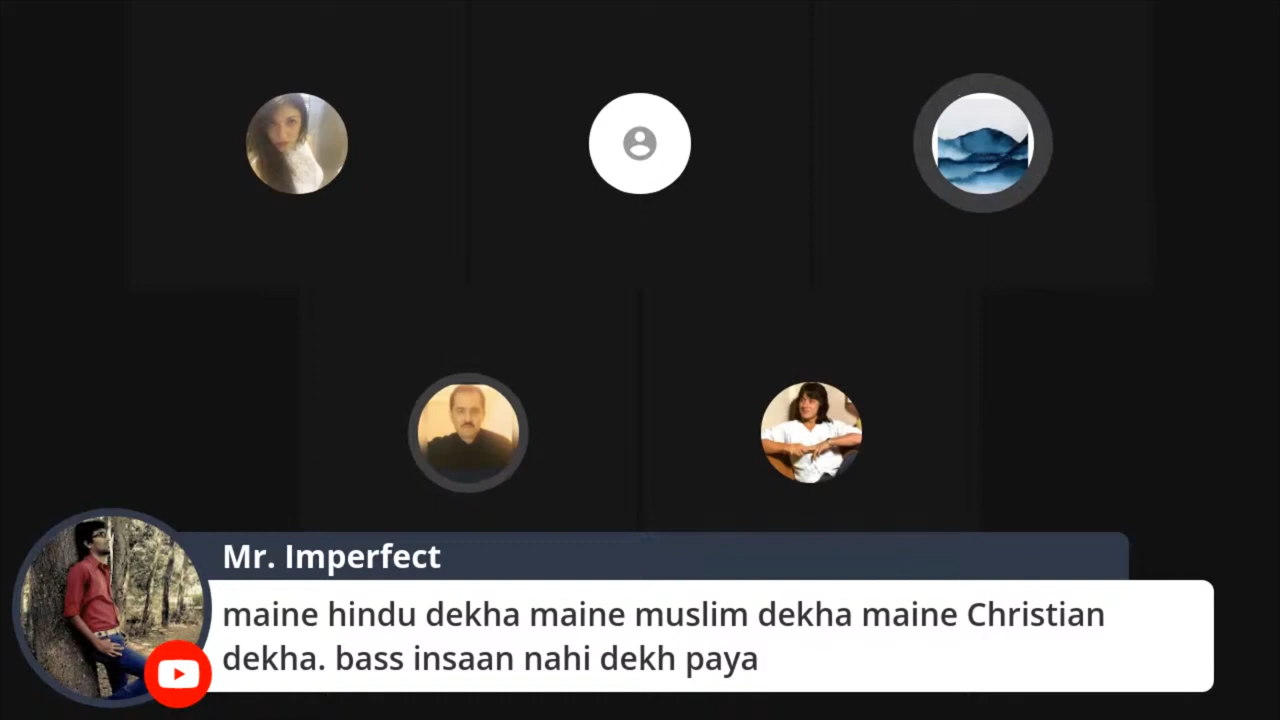 Mr. Imperfect
maine hindu dekha maine muslim dekha maine Christian
dekha. bass insaan nahi dekh paya